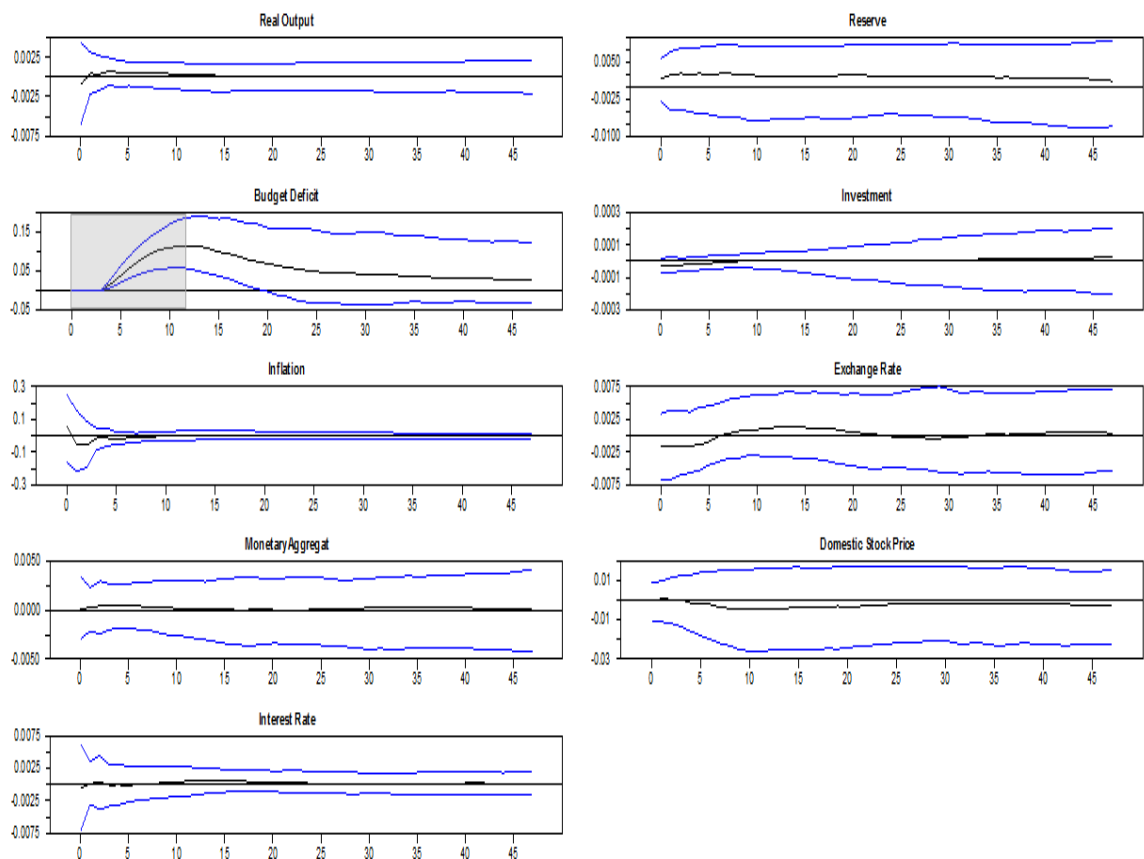 Real Output
0.0025
-0.0025
-0.0075
0 5 10 15 20 25 30 35 40 45
Reserve
0.0050
-0.0025
-0.0100
0 5 10 15 20 25 30 35 40 45
Budget Deficit
0.15
0.05
-0.05
0 5 10 15 20 25 30 35 40 45
Investment
0.0003
0.0001
-0.0001
-0.0003
0 5 10 15 20 25 30 35 40 45
Inflation
0.3
0.1
-0.1
-0.3
0 5 10 15 20 25 30 35 40 45
Exchange Rate
0.0075
0.0025
-0.0025
-0.0075
0 5 10 15 20 25 30 35 40 45
Monetary Aggregat
0.0050
0.0000
-0.0050
0 5 10 15 20 25 30 35 40 45
Domestic Stock Price
0.01
-0.01
-0.03
0 5 10 15 20 25 30 35 40 45
Interest Rate
0.0075
0.0025
-0.0025
-0.0075
0 5 10 15 20 25 30 35 40 45